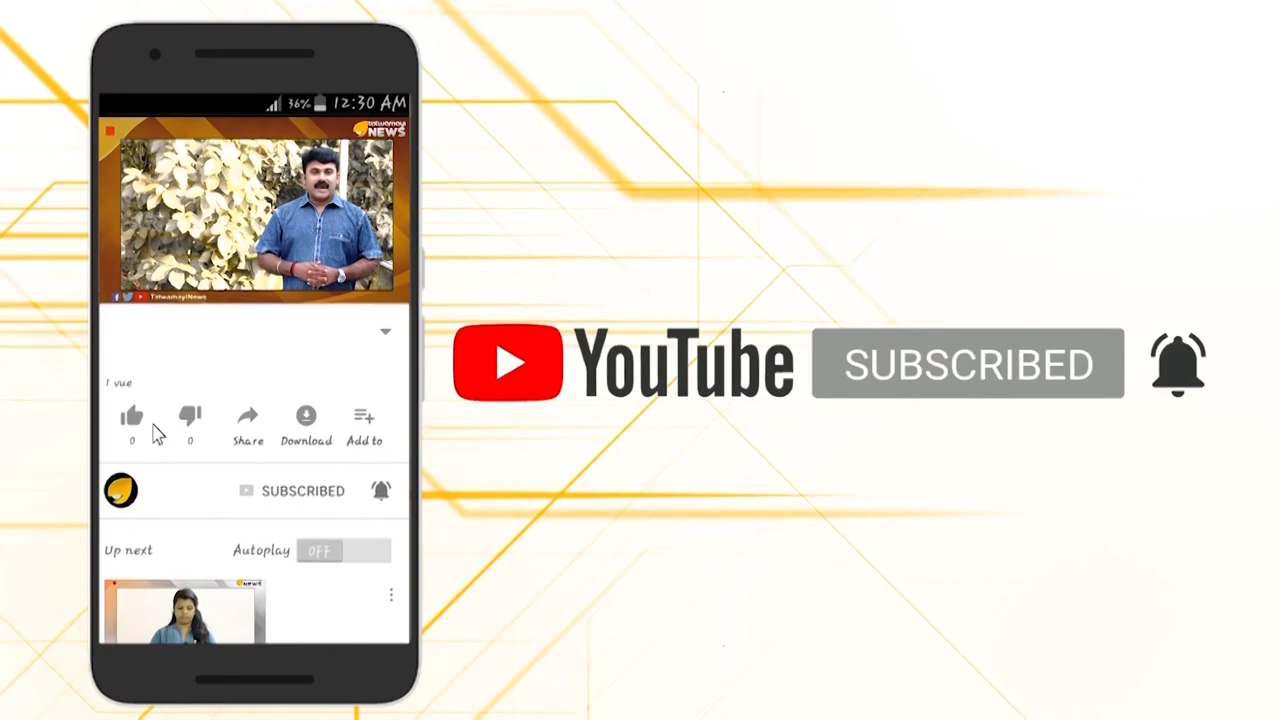 36% 12:30 AM
tatwamayi
NEWS
TatwamayiNews
1 vue
0 0 Share Download Add to
SUBSCRIBED
Up next Autoplay OFF
NEWS
YouTube SUBSCRIBED